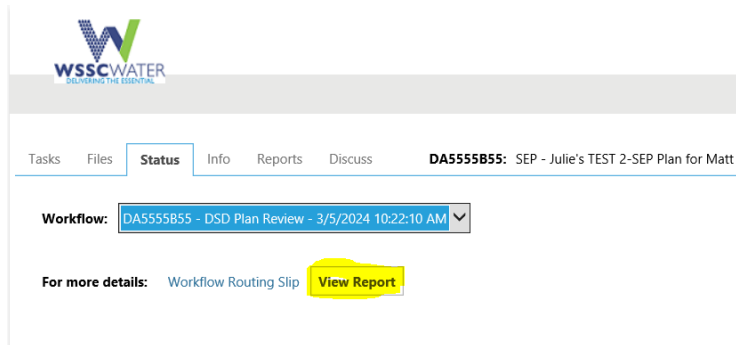 WSSCWATER
DELIVERING THE ESSENTIAL
Tasks Files Status Info Reports Discuss DA5555B55: SEP - Julie's TEST 2-SEP Plan for Matt
Workflow: DA5555B55 - DSD Plan Review - 3/5/2024 10:22:10 AM
For more details: Workflow Routing Slip View Report